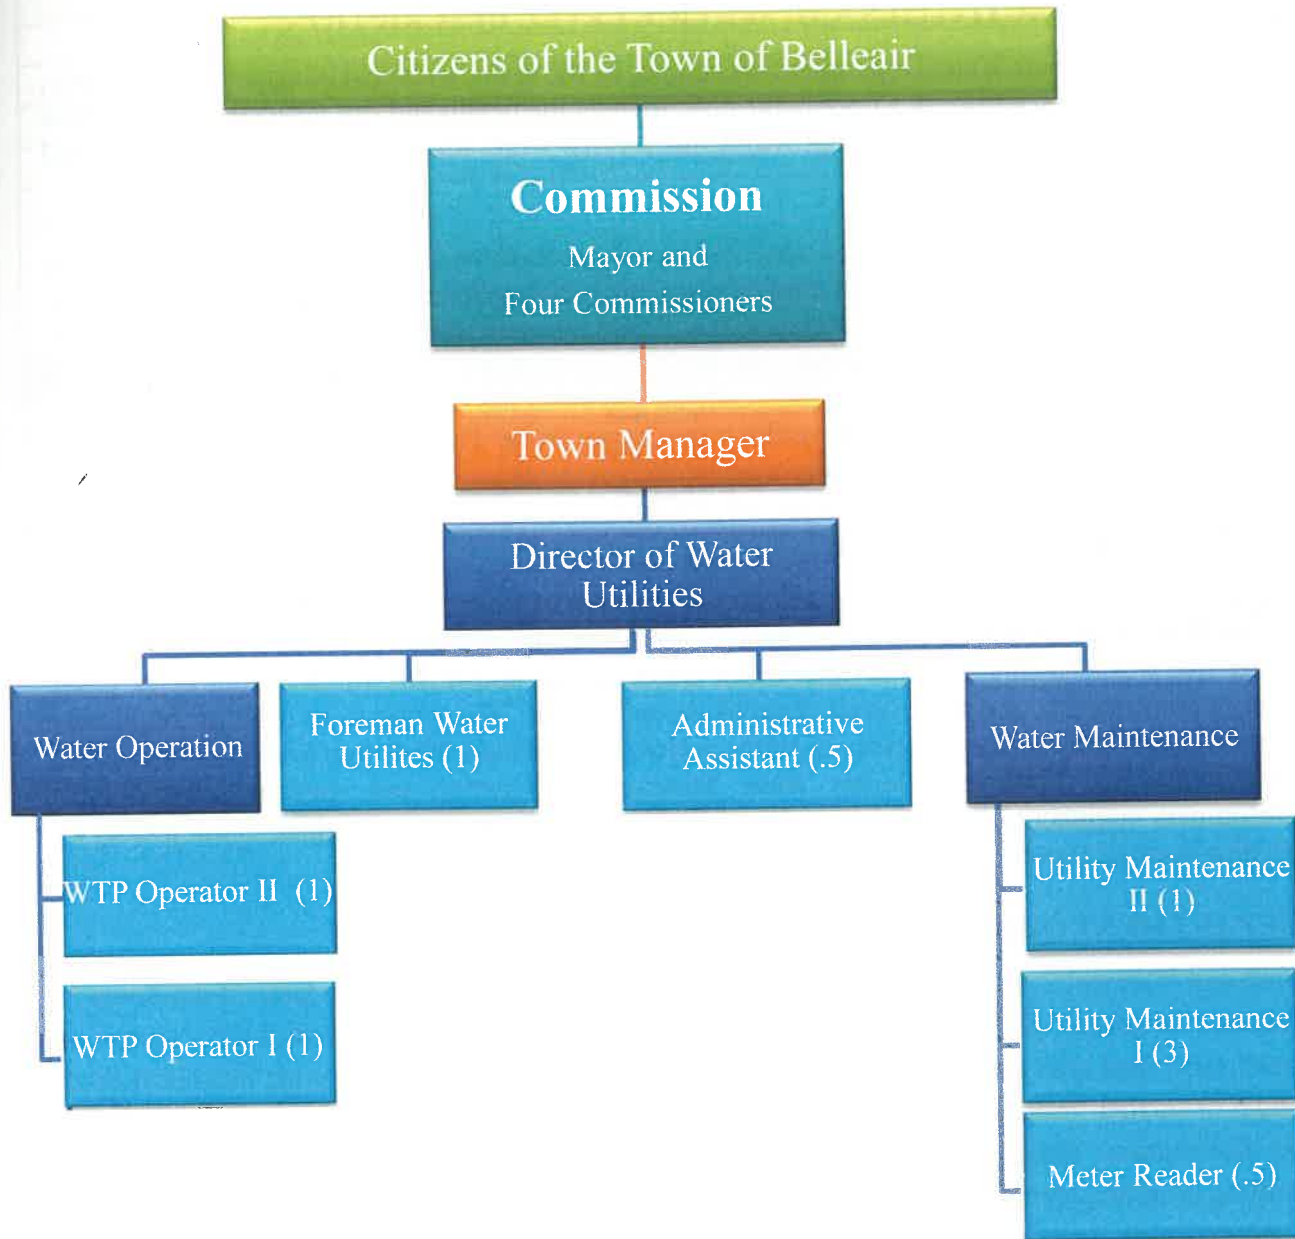 Citizens of the Town of Belleair
Commission
Mayor and
Four Commissioners
Town Manager
Director of Water
Utilities
Water Operation
Foreman Water
Utilites (1)
Administrative
Assistant (.5)
Water Maintenance
WTP Operator II (1)
WTP Operator I (1)
Utility Maintenance
II (1)
Utility Maintenance
I (3)
Meter Reader (.5)